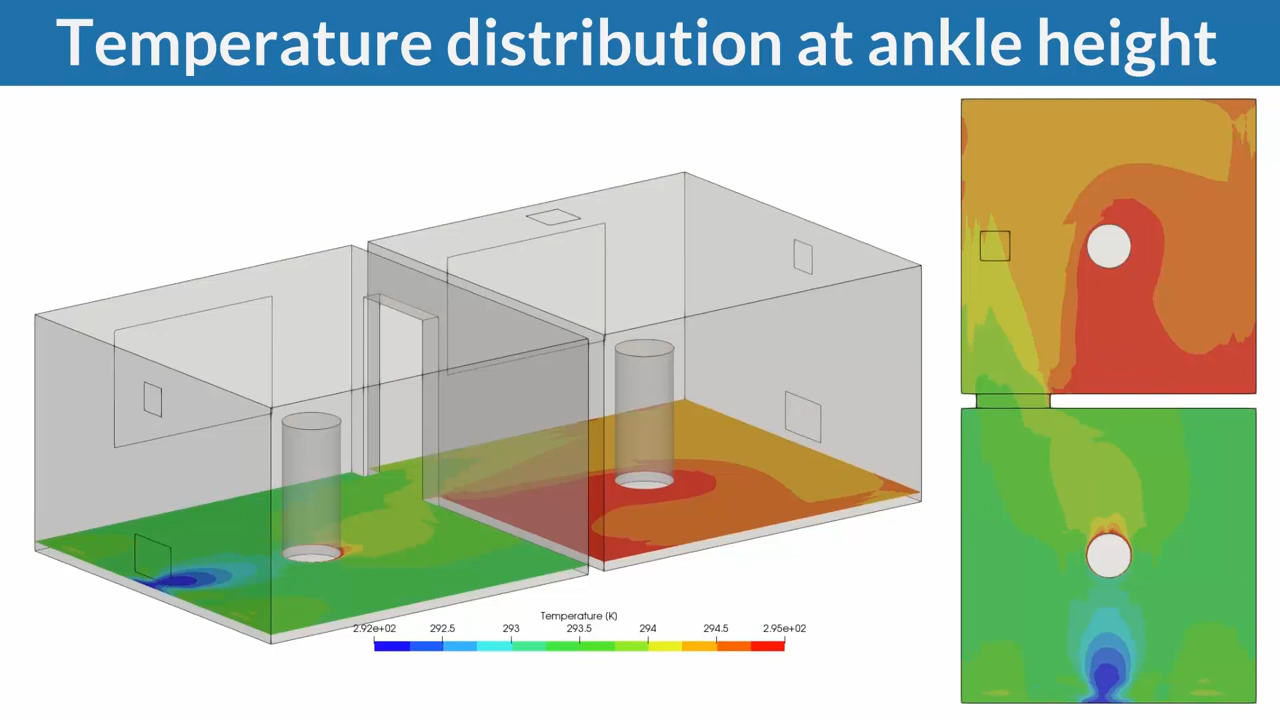 Temperature distribution at ankle height
Temperature (K)
2.92e+02 292.5 293 293.5 294 294.5 2.95e+02